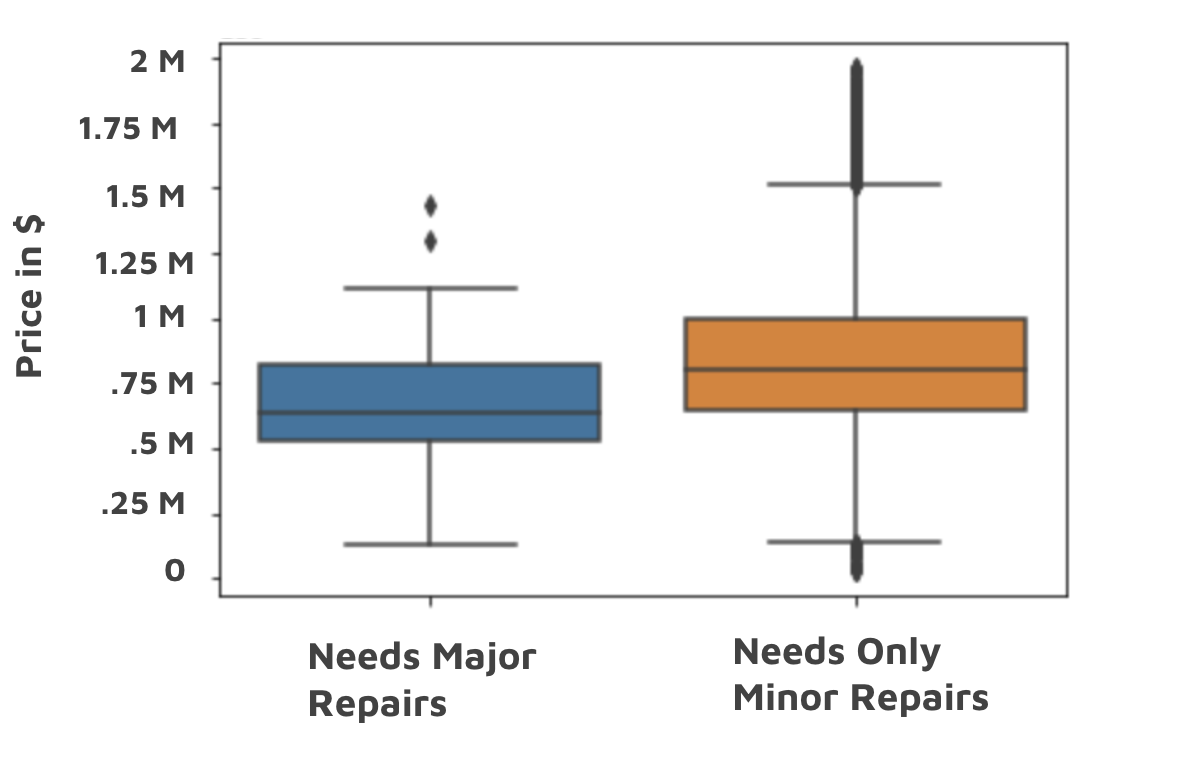 2 M
1.75 M
1.5 M
1.25 M
1 M
.75 M
.5 M
.25 M
0
Price in $
Needs Major
Repairs
Needs Only
Minor Repairs